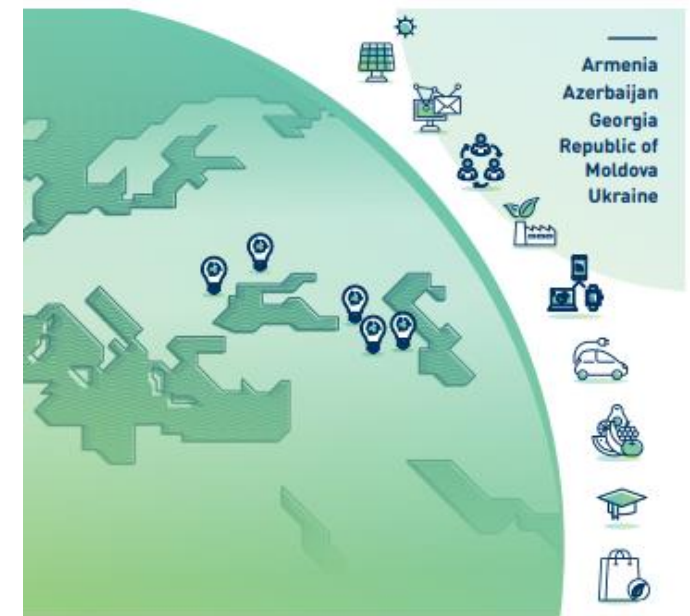 Armenia
Azerbaijan
Georgia
Republic of
Moldova
Ukraine